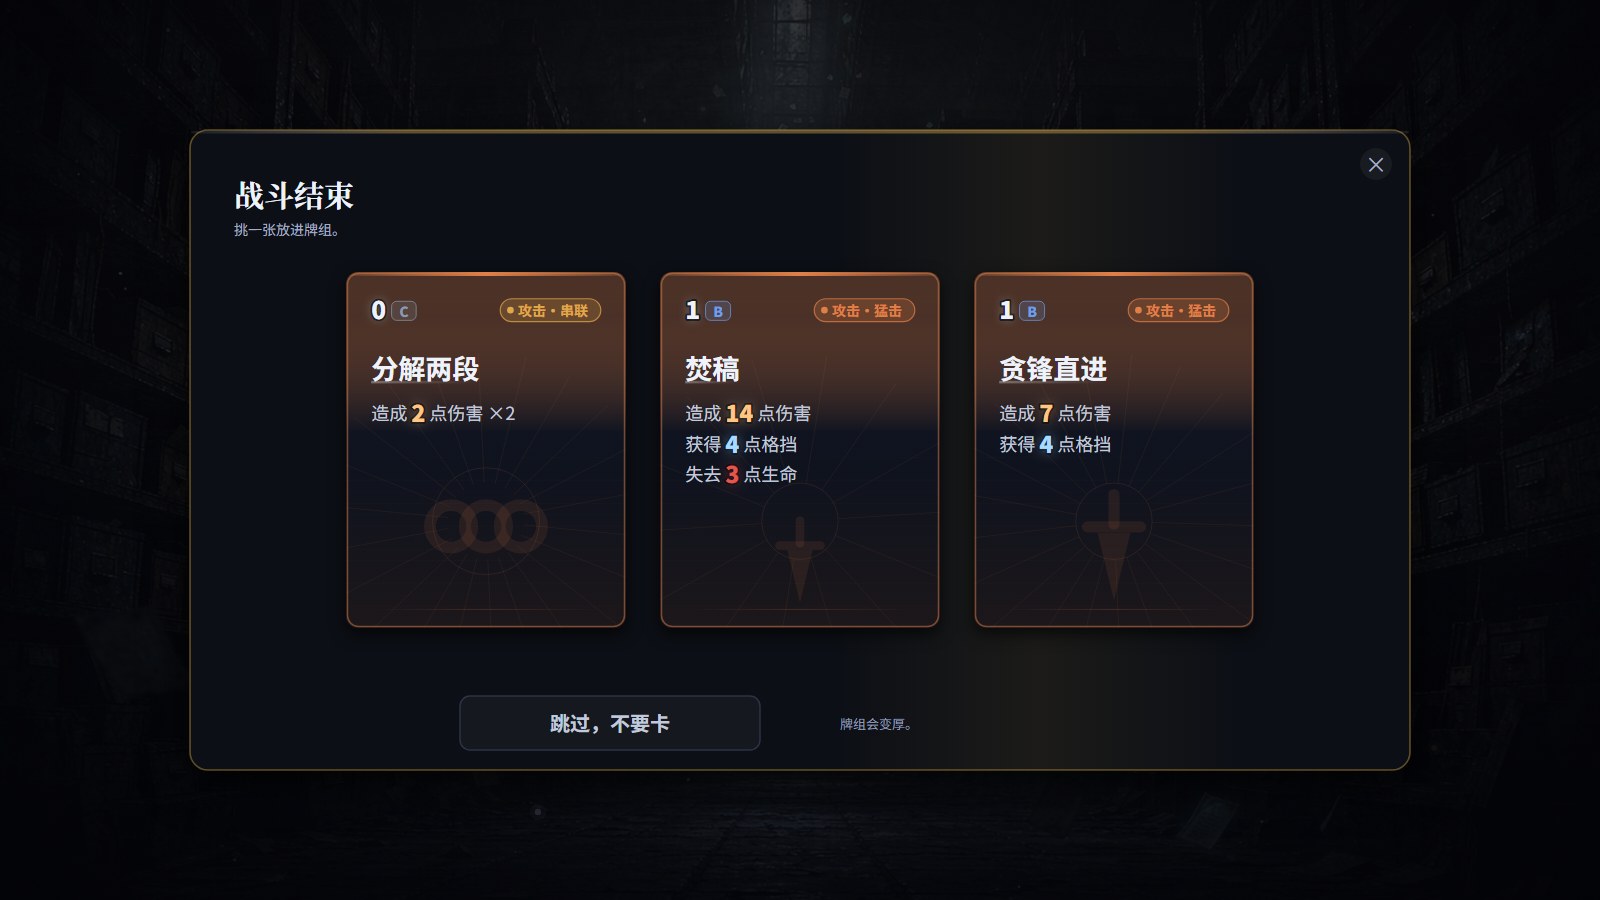 战斗结束
挑一张放进牌组。
0 C 攻击·串联
分解两段
造成 2 点伤害 ×2
1 B 攻击·猛击
焚稿
造成 14 点伤害
获得 4 点格挡
失去 3 点生命
1 B 攻击·猛击
贪锋直进
造成 7 点伤害
获得 4 点格挡
跳过，不要卡
牌组会变厚。